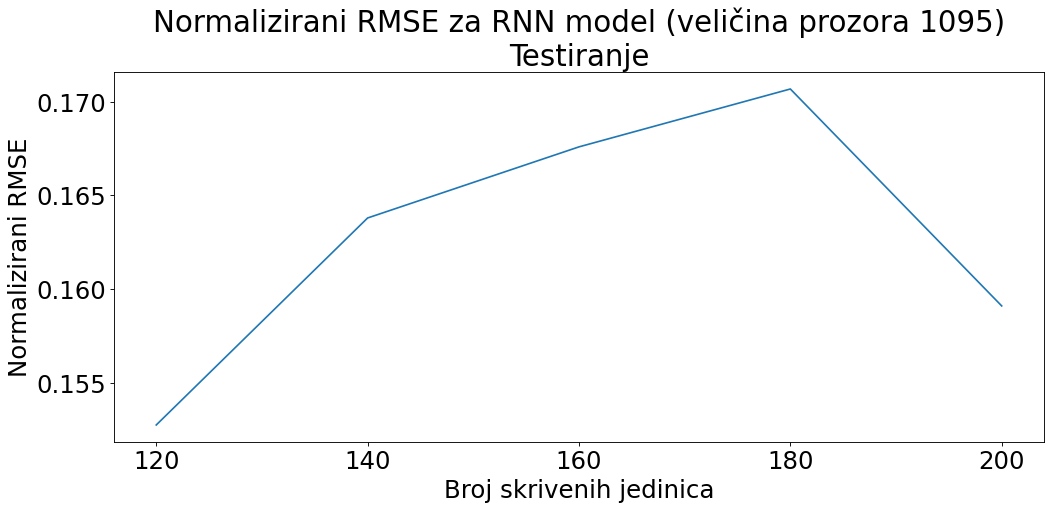 Normalizirani RMSE za RNN model (veličina prozora 1095)
Testiranje
Normalizirani RMSE
0.170
0.165
0.160
0.155
120 140 160 180 200
Broj skrivenih jedinica